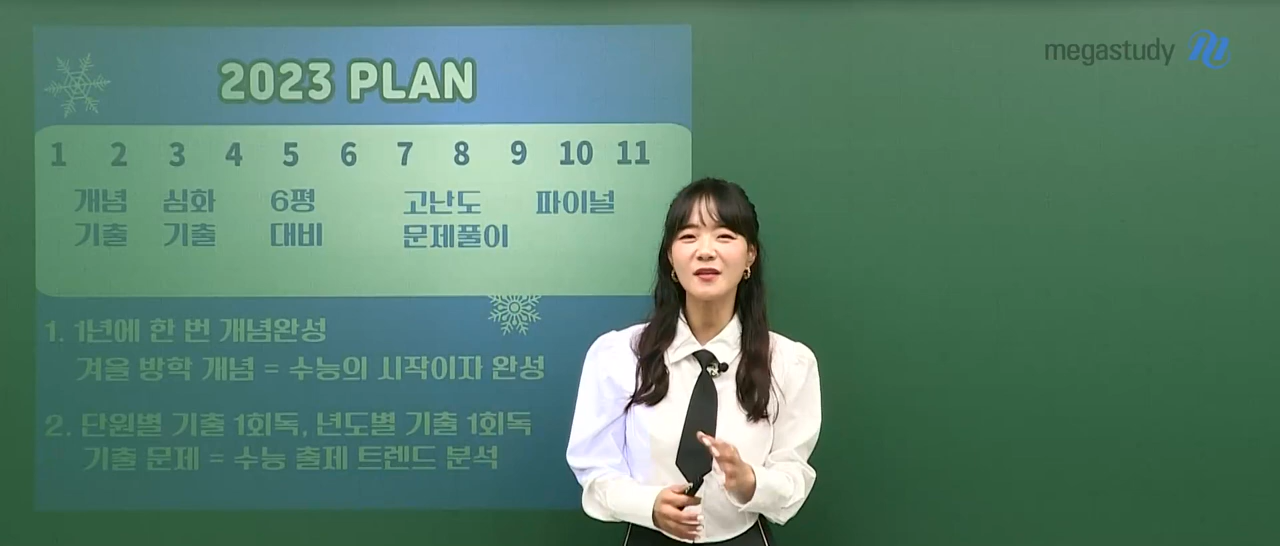 megastudy
2023 PLAN
1 2 3 4 5 6 7 8 9 10 11
개념 심화 6평 고난도 파이널
기출 기출 대비 문제풀이
1. 1년에 한 번 개념완성
겨울 방학 개념 = 수능의 시작이자 완성
2. 단원별 기출 1회독, 년도별 기출 1회독
기출 문제 = 수능 출제 트렌드 분석